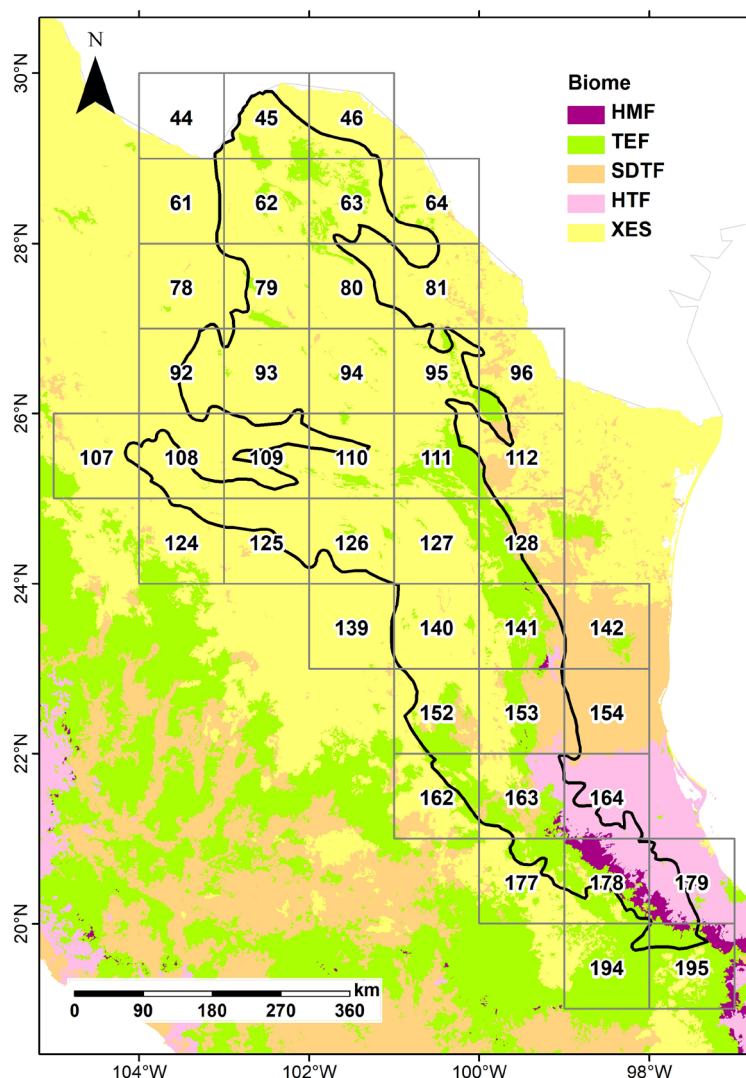 N
30°N
28°N
26°N
24°N
22°N
20°N
Biome
HMF
TEF
SDTF
HTF
XES
44 45 46
61 62 63 64
78 79 80 81
92 93 94 95 96
107 108 109 110 111 112
124 125 126 127 128
139 140 141 142
152 153 154
162 163 164
177 178 179
194 195
km
0 90 180 270 360
104°W 102°W 100°W 98°W